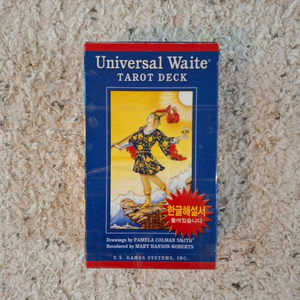 Universal Waite®
TAROT DECK
한글해설서
들어있습니다
Drawings by PAMELA COLMAN SMITH
Recolored by MARY HANSON-ROBERTS
U.S. GAMES SYSTEMS, INC.